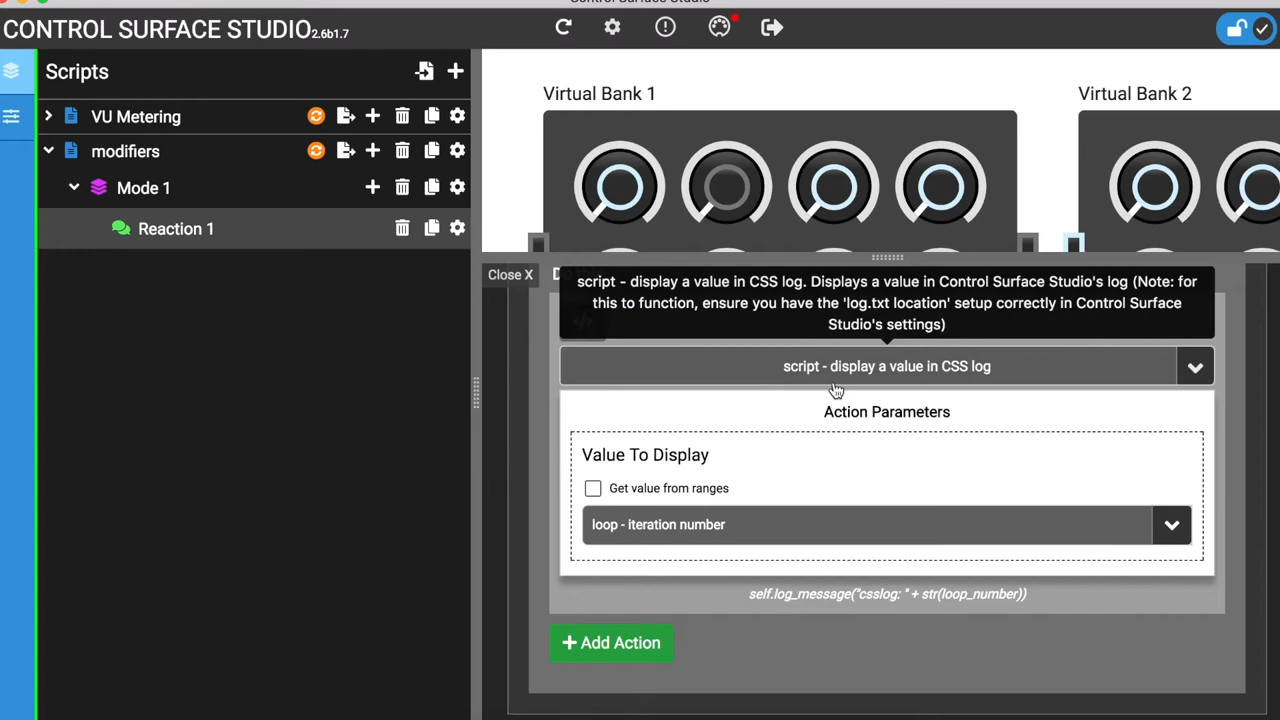 CONTROL SURFACE STUDIO2.6b1.7
Scripts
VU Metering
modifiers
Mode 1
Reaction 1
Virtual Bank 1
Virtual Bank 2
Close X
script - display a value in CSS log. Displays a value in Control Surface Studio's log (Note: for
this to function, ensure you have the 'log.txt location' setup correctly in Control Surface
Studio's settings)
script - display a value in CSS log
Action Parameters
Value To Display
Get value from ranges
loop - iteration number
self.log_message("csslog: " + str(loop_number))
+ Add Action